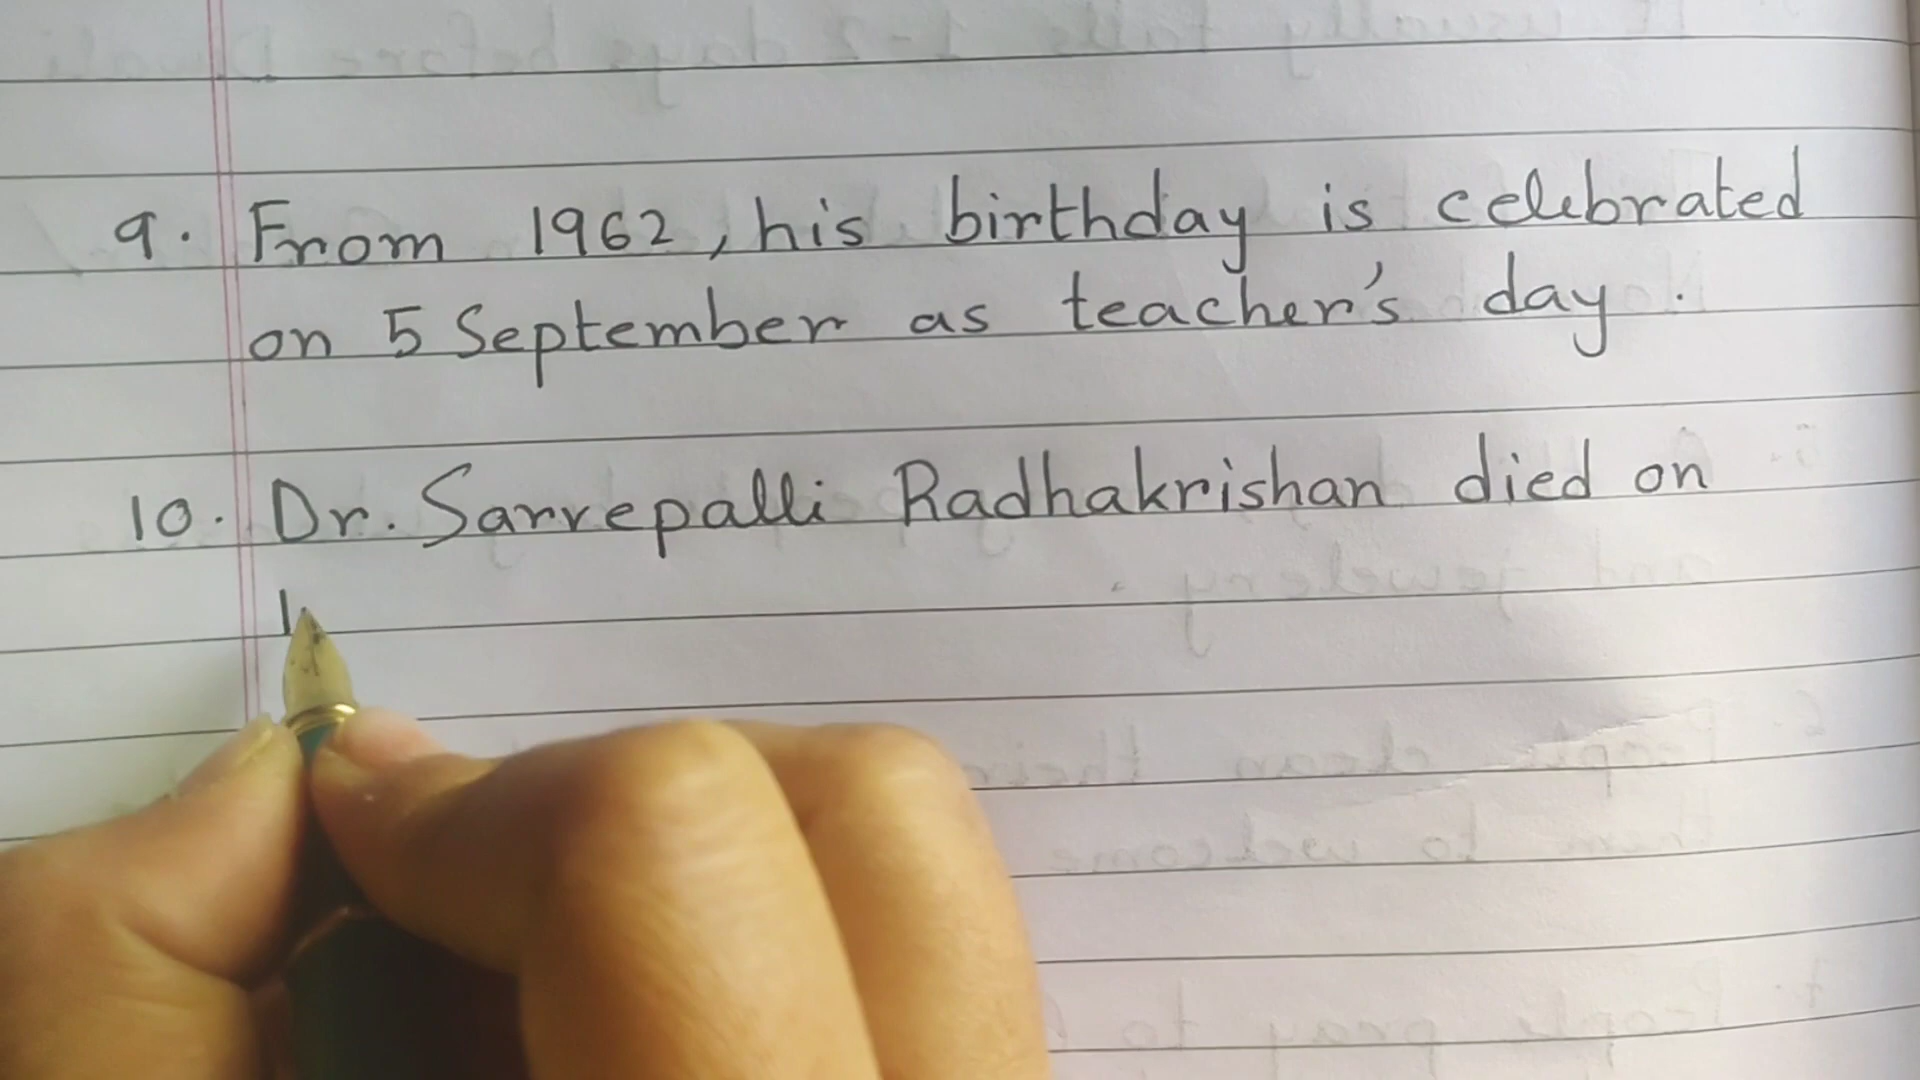 9. From 1962, his birthday is celebrated
on 5 September as teacher's day.
10. Dr. Sarvepalli Radhakrishan died on
1